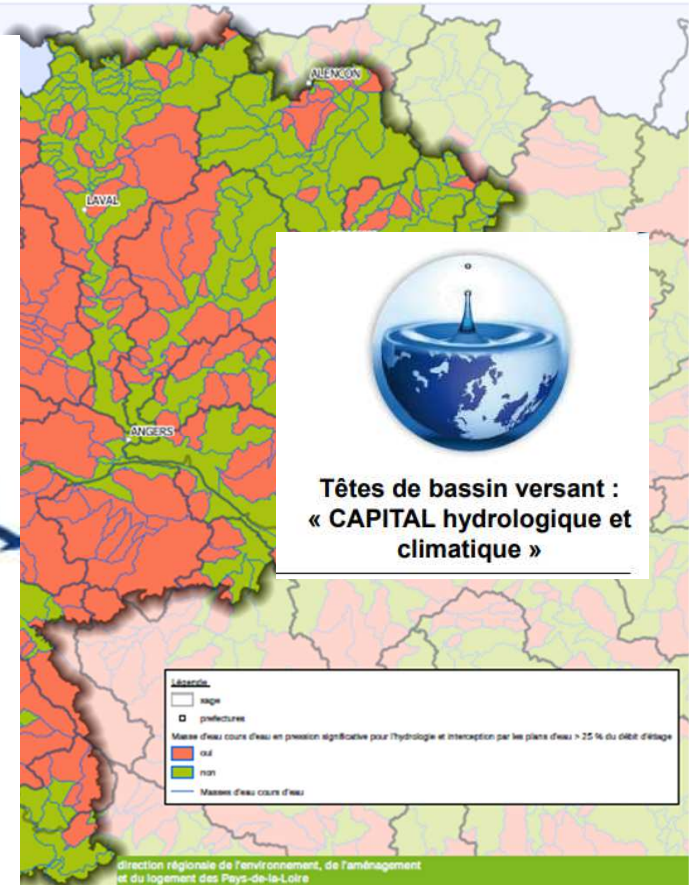 ALENCON
LAVAL
ANGERS
Têtes de bassin versant :
« CAPITAL hydrologique et
climatique »
Légende
sage
prefectures
Masse d'eau cours d'eau en pression significative pour l'hydrologie et interception par les plans d'eau > 25 % du débit d'étiage
oui
non
Masses d'eau cours d'eau
direction régionale de l'environnement, de l'aménagement
et du logement des Pays-de-la-Loire